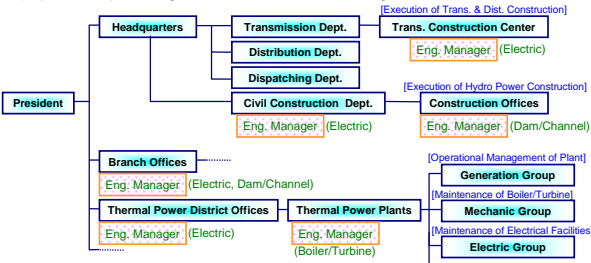 [Execution of Trans. & Dist. Construction]
Headquarters
Transmission Dept.
Trans. Construction Center
Eng. Manager (Electric)
Distribution Dept.
Dispatching Dept.
[Execution of Hydro Power Construction]
President
Civil Construction Dept.
Construction Offices
Eng. Manager (Electric)
Eng. Manager (Dam/Channel)
Branch Offices
[Operational Management of Plant]
Generation Group
Eng. Manager (Electric, Dam/Channel)
[Maintenance of Boiler/Turbine]
Thermal Power District Offices
Thermal Power Plants
Mechanic Group
Eng. Manager (Electric)
Eng. Manager
(Boiler/Turbine)
[Maintenance of Electrical Facilities]
Electric Group